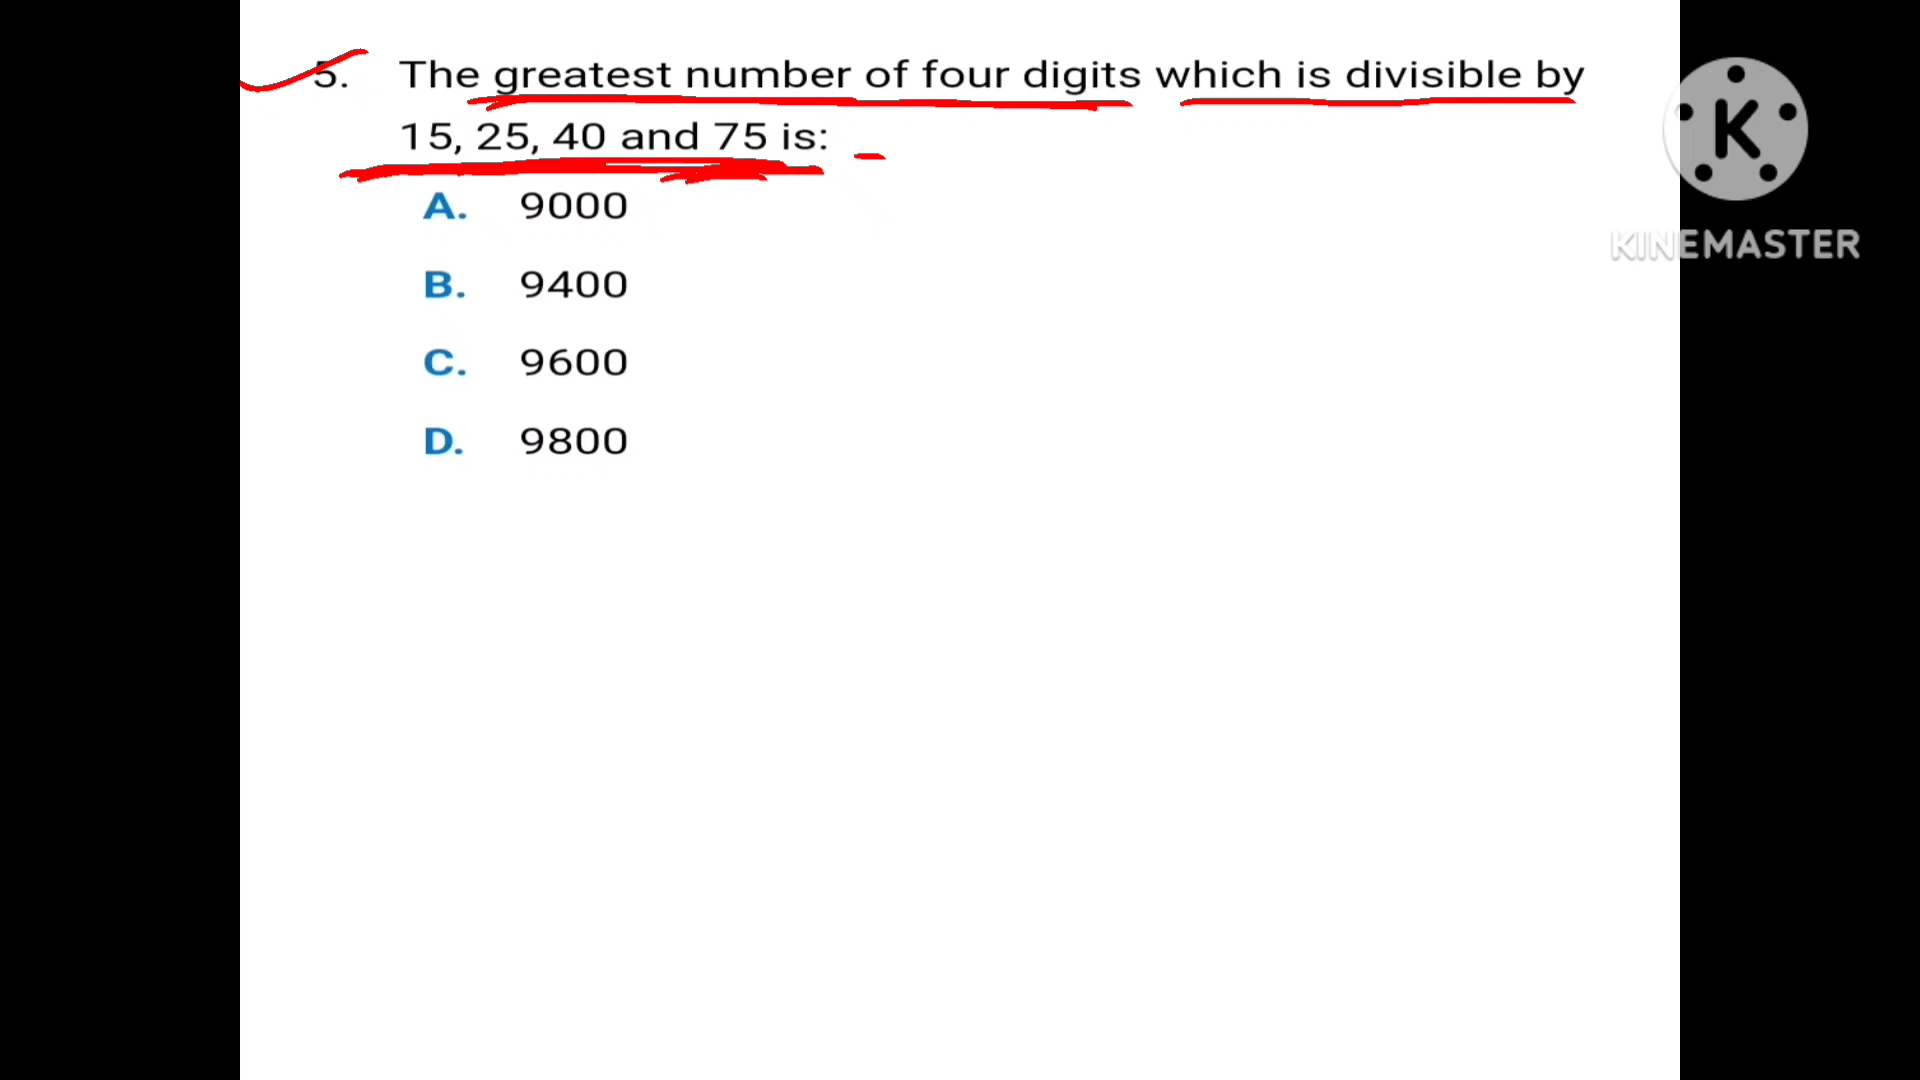 5. The greatest number of four digits which is divisible by
15, 25, 40 and 75 is:
A. 9000
B. 9400
C. 9600
D. 9800
K
KINEMASTER